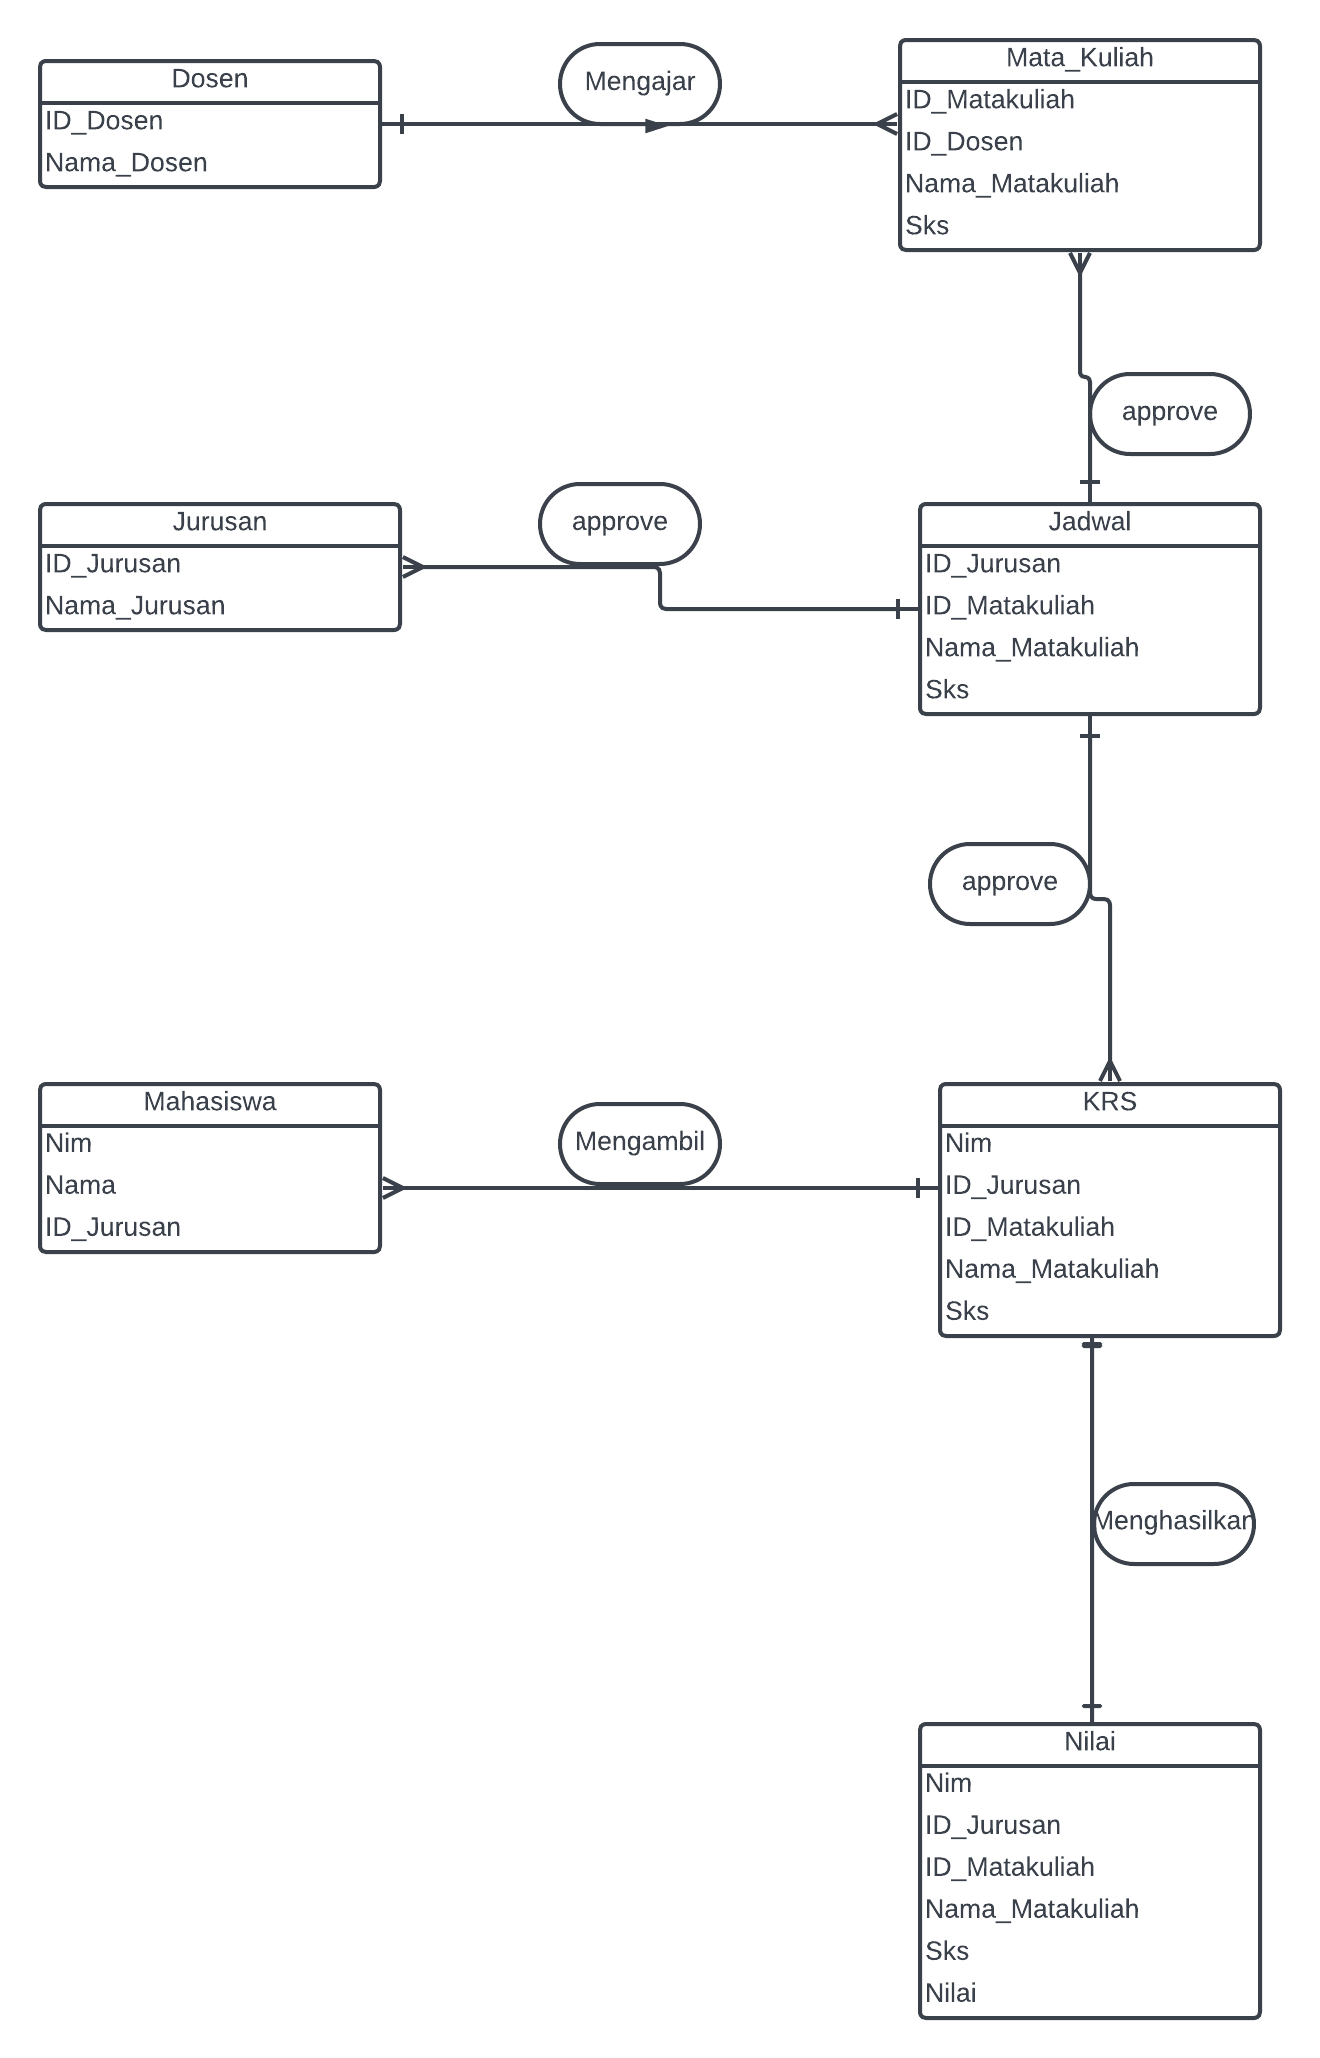 Dosen
ID_Dosen
Nama_Dosen
Mengajar
Mata_Kuliah
ID_Matakuliah
ID_Dosen
Nama_Matakuliah
Sks
approve
Jurusan
ID_Jurusan
Nama_Jurusan
approve
Jadwal
ID_Jurusan
ID_Matakuliah
Nama_Matakuliah
Sks
approve
Mahasiswa
Nim
Nama
ID_Jurusan
Mengambil
KRS
Nim
ID_Jurusan
ID_Matakuliah
Nama_Matakuliah
Sks
Menghasilkan
Nilai
Nim
ID_Jurusan
ID_Matakuliah
Nama_Matakuliah
Sks
Nilai